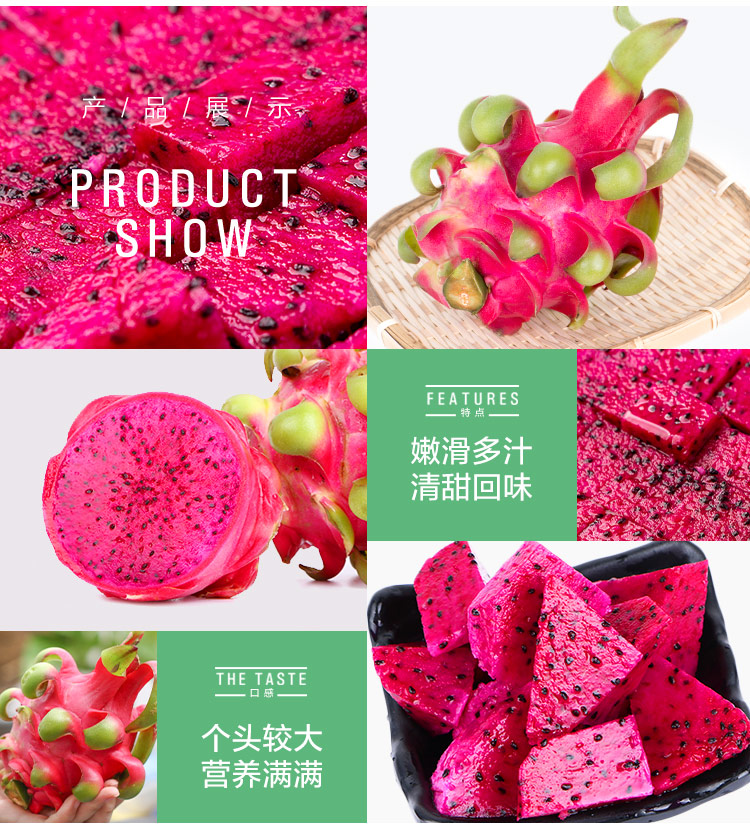 产/品/展/示
PRODUCT
SHOW
FEATURES
特点
嫩滑多汁
清甜回味
THE TASTE
口感
个头较大
营养满满